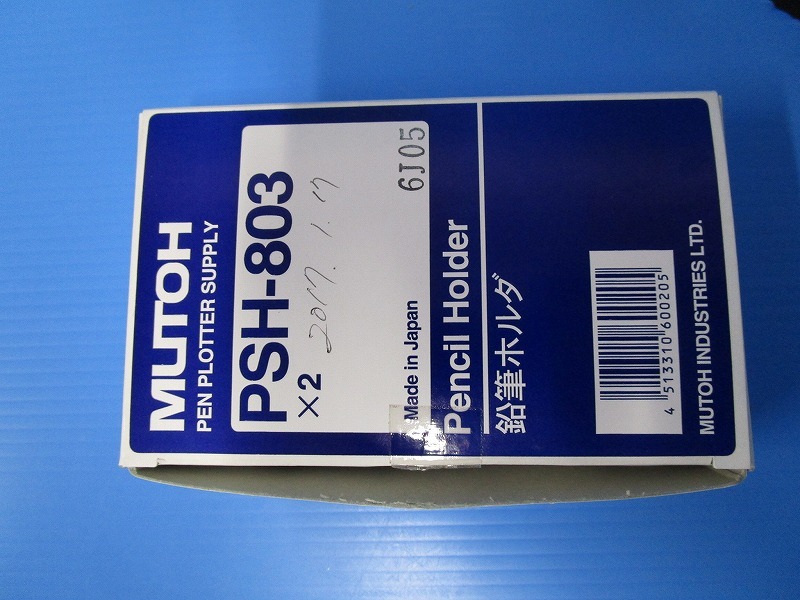 MUTOH
PEN PLOTTER SUPPLY
PSH-803
×2
2017. 1. 17
Made in Japan
6J05
Pencil Holder
鉛筆ホルダ
4 513310 600205
MUTOH INDUSTRIES LTD.